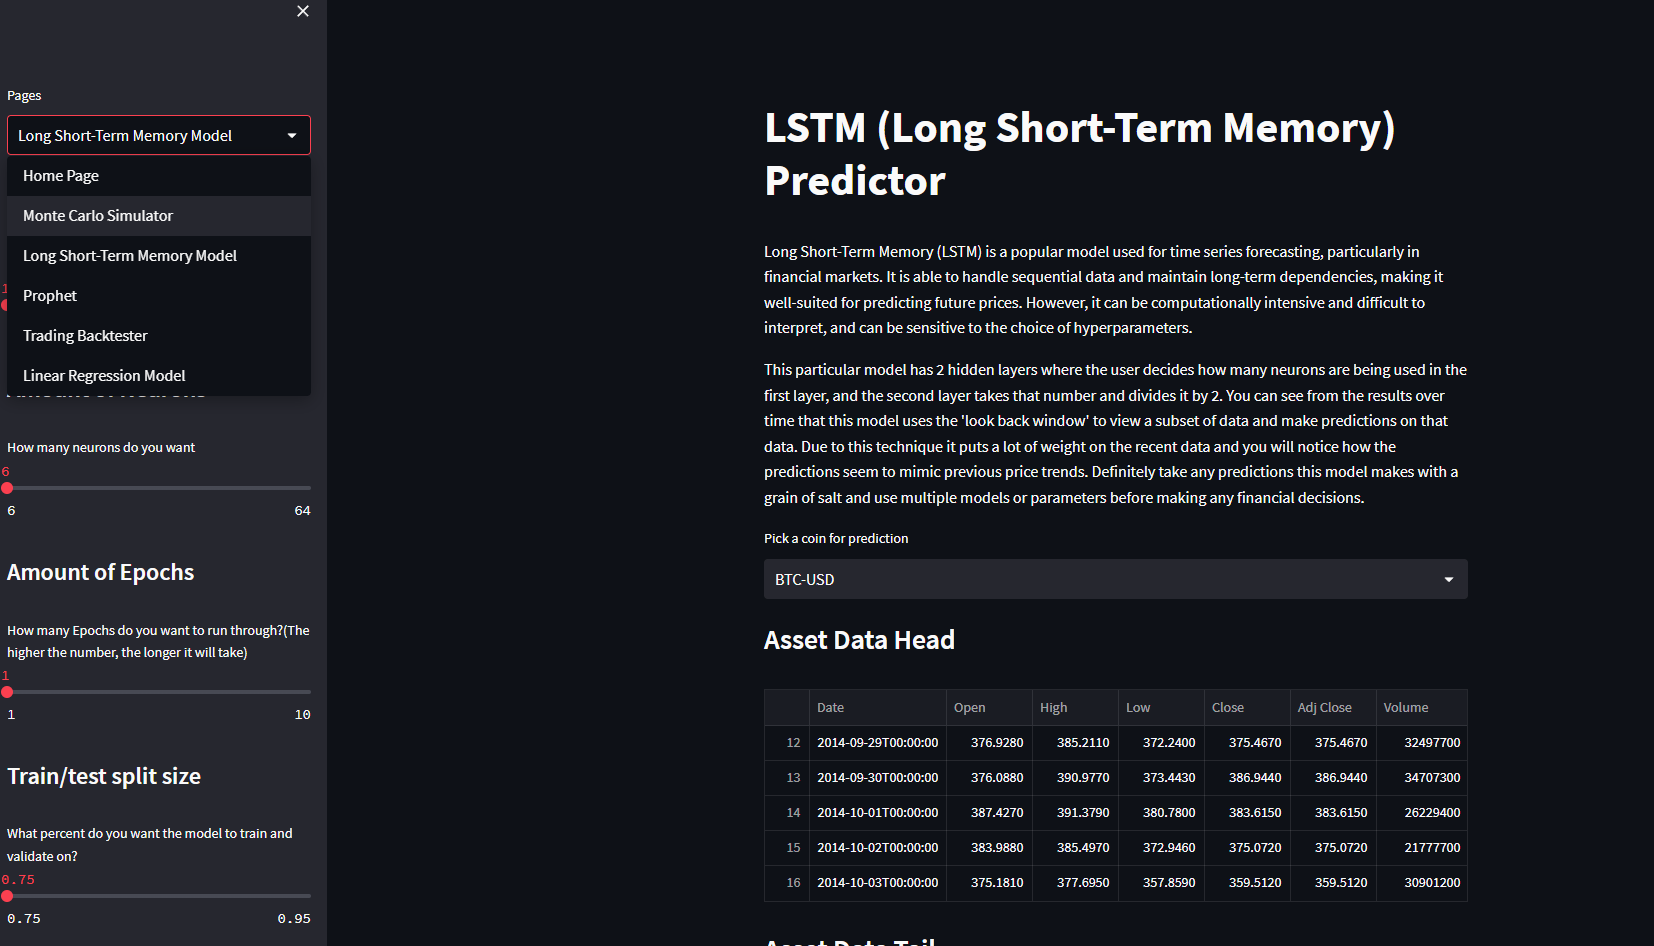 Pages
Long Short-Term Memory Model
Home Page
Monte Carlo Simulator
Long Short-Term Memory Model
Prophet
Trading Backtester
Linear Regression Model
How many neurons do you want
6
6 64
Amount of Epochs
How many Epochs do you want to run through?(The
higher the number, the longer it will take)
1
1 10
Train/test split size
What percent do you want the model to train and
validate on?
0.75
0.75 0.95
LSTM (Long Short-Term Memory)
Predictor
Long Short-Term Memory (LSTM) is a popular model used for time series forecasting, particularly in
financial markets. It is able to handle sequential data and maintain long-term dependencies, making it
well-suited for predicting future prices. However, it can be computationally intensive and difficult to
interpret, and can be sensitive to the choice of hyperparameters.
This particular model has 2 hidden layers where the user decides how many neurons are being used in the
first layer, and the second layer takes that number and divides it by 2. You can see from the results over
time that this model uses the 'look back window' to view a subset of data and make predictions on that
data. Due to this technique it puts a lot of weight on the recent data and you will notice how the
predictions seem to mimic previous price trends. Definitely take any predictions this model makes with a
grain of salt and use multiple models or parameters before making any financial decisions.
Pick a coin for prediction
BTC-USD
Asset Data Head
Date Open High Low Close Adj Close Volume
12 2014-09-29T00:00:00 376.9280 385.2110 372.2400 375.4670 375.4670 32497700
13 2014-09-30T00:00:00 376.0880 390.9770 373.4430 386.9440 386.9440 34707300
14 2014-10-01T00:00:00 387.4270 391.3790 380.7800 383.6150 383.6150 26229400
15 2014-10-02T00:00:00 383.9880 385.4970 372.9460 375.0720 375.0720 21777700
16 2014-10-03T00:00:00 375.1810 377.6950 357.8590 359.5120 359.5120 30901200
Asset Data Tail